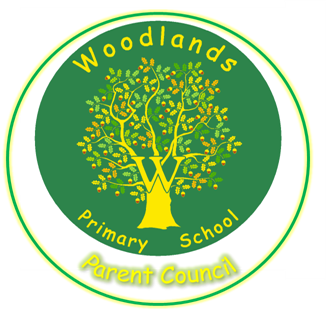 Woodlands
W
Primary School
Parent Council